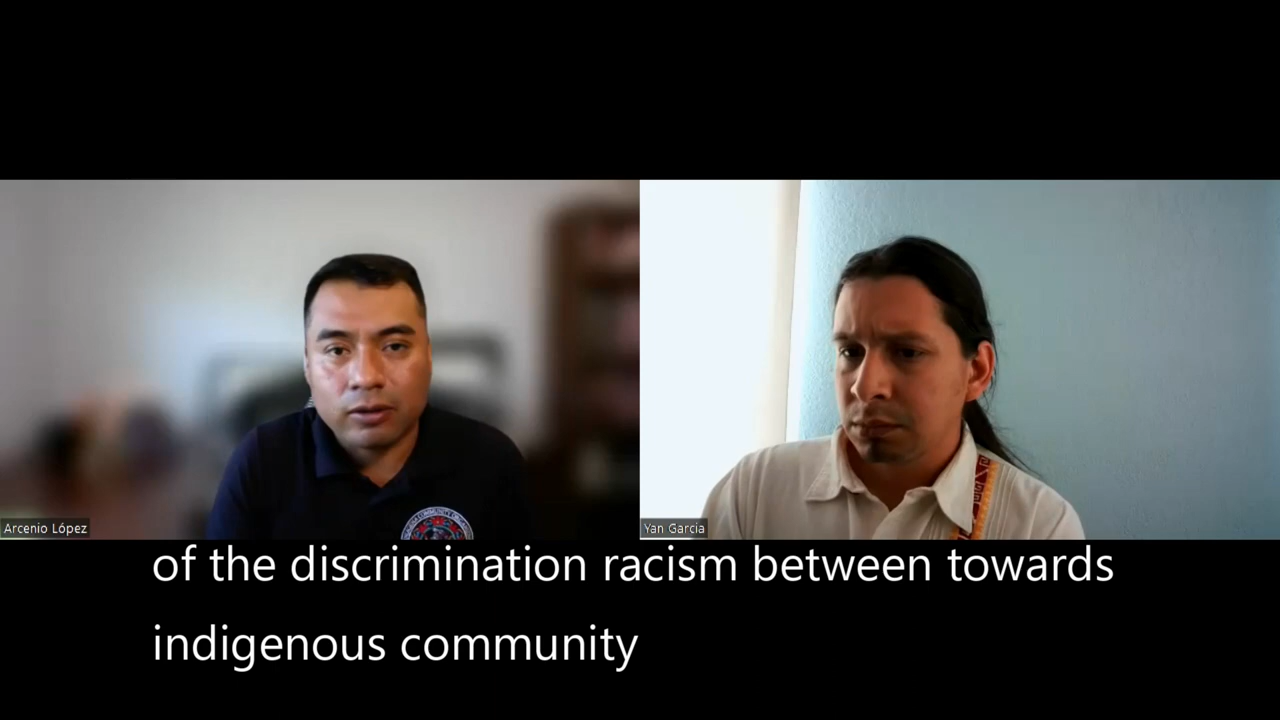 Arcenio López
Yan Garcia
of the discrimination racism between towards
indigenous community